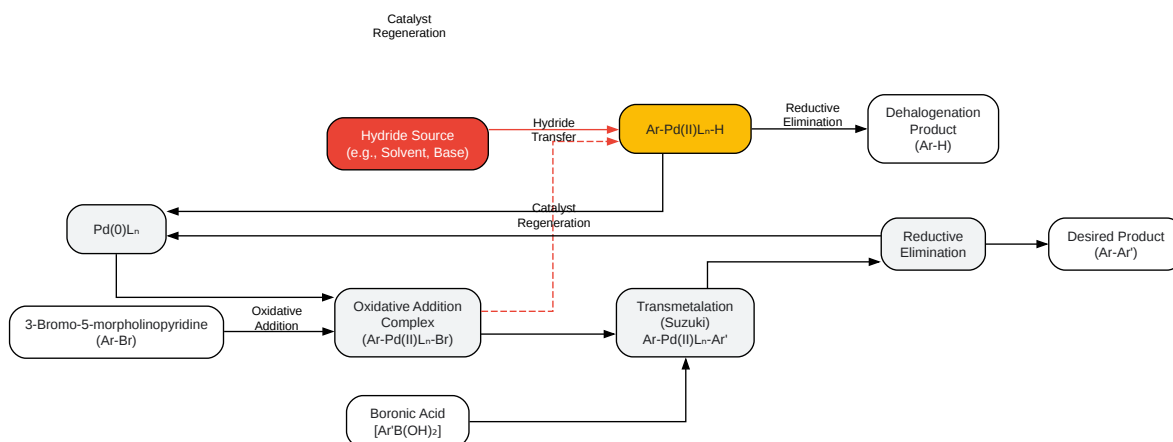 Catalyst
Regeneration
Hydride Source
(e.g., Solvent, Base)
Hydride
Transfer
Ar-Pd(II)Lₙ-H
Reductive
Elimination
Dehalogenation
Product
(Ar-H)
Pd(0)Lₙ
Catalyst
Regeneration
Reductive
Elimination
Desired Product
(Ar-Ar')
3-Bromo-5-morpholinopyridine
(Ar-Br)
Oxidative
Addition
Oxidative Addition
Complex
(Ar-Pd(II)Lₙ-Br)
Transmetalation
(Suzuki)
Ar-Pd(II)Lₙ-Ar'
Boronic Acid
[Ar'B(OH)₂]